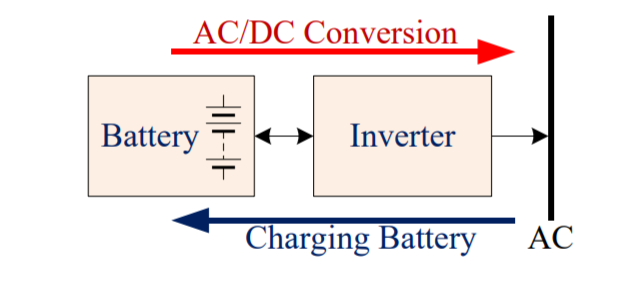 AC/DC Conversion
Battery
Inverter
Charging Battery
AC